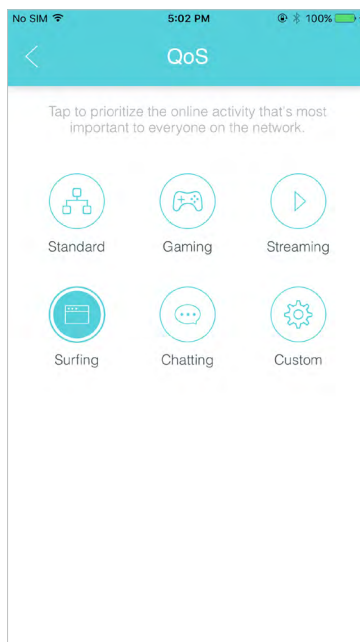 No SIM 5:02 PM 100%
QoS
Tap to prioritize the online activity that's most
important to everyone on the network.
Standard Gaming Streaming
Surfing Chatting Custom